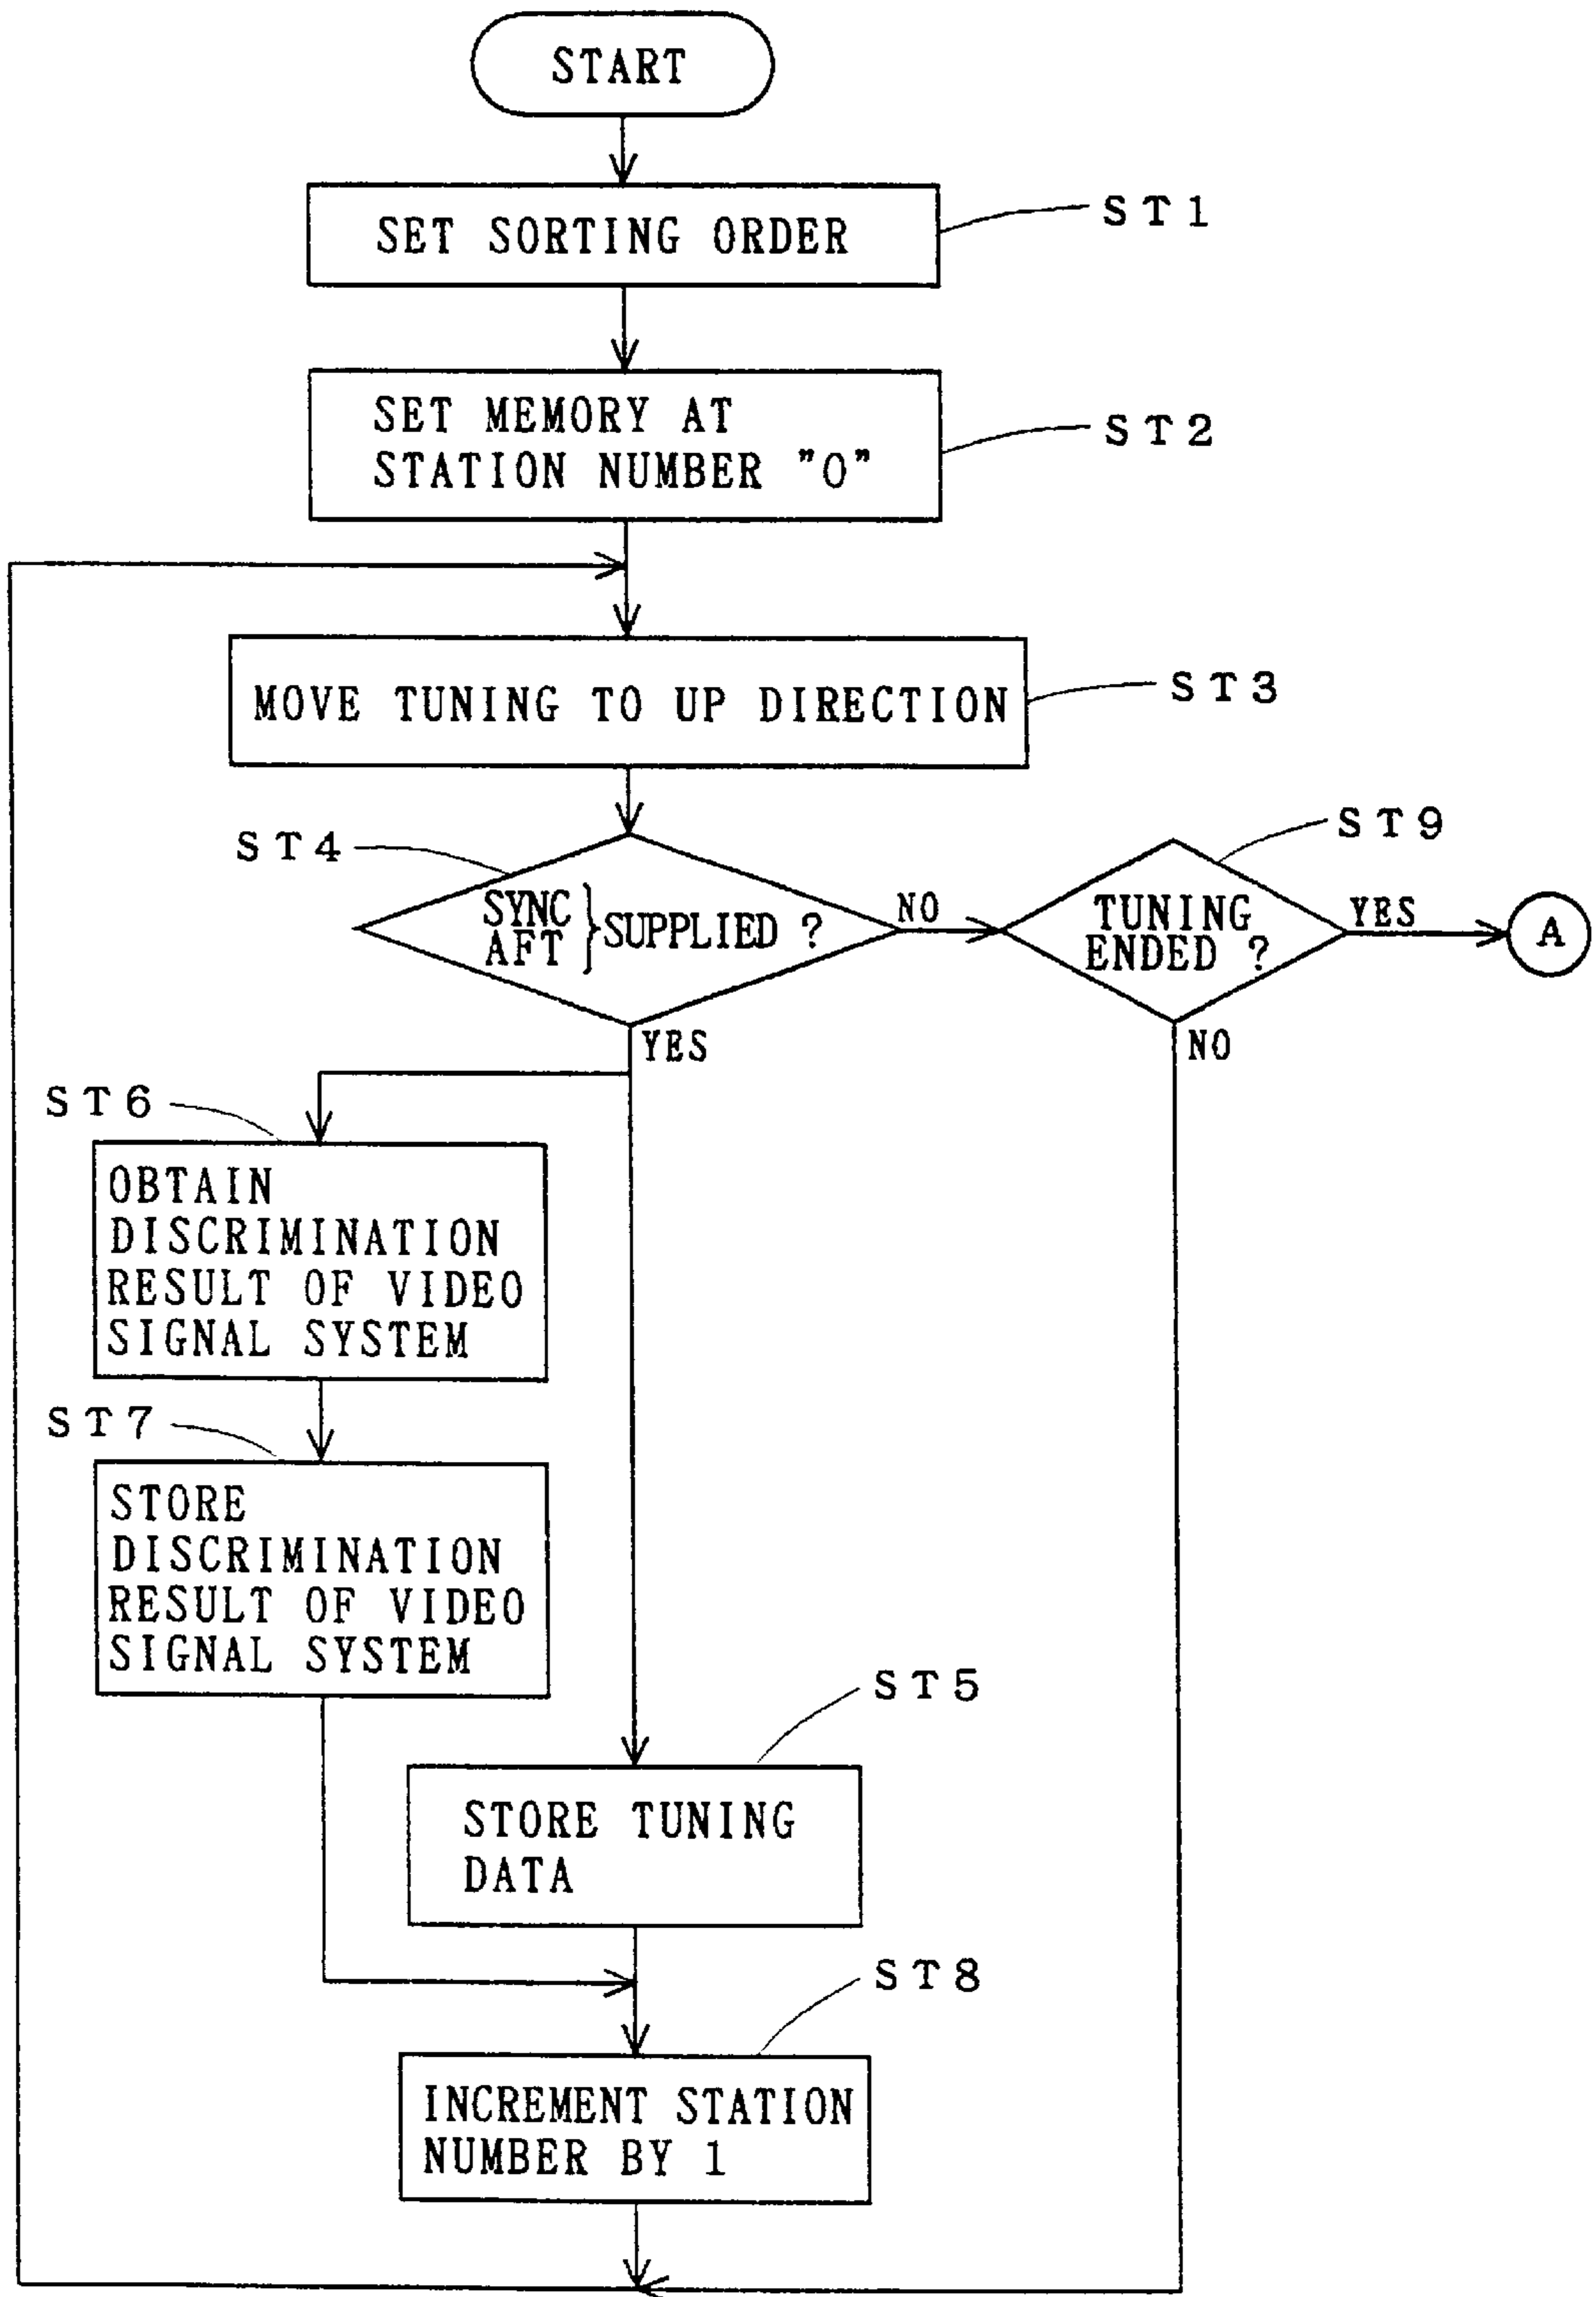 START
SET SORTING ORDER
ST1
SET MEMORY AT
STATION NUMBER "0"
ST2
MOVE TUNING TO UP DIRECTION
ST3
ST4
SYNC
AFT
SUPPLIED ?
NO
ST9
TUNING
ENDED ?
YES
A
YES
NO
ST6
OBTAIN
DISCRIMINATION
RESULT OF VIDEO
SIGNAL SYSTEM
ST7
STORE
DISCRIMINATION
RESULT OF VIDEO
SIGNAL SYSTEM
ST5
STORE TUNING
DATA
ST8
INCREMENT STATION
NUMBER BY 1